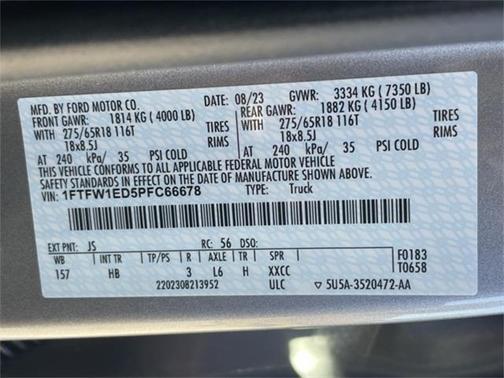 MFD. BY FORD MOTOR CO. DATE: 08/23 GVWR: 3334 KG ( 7350 LB)
FRONT GAWR: 1814 KG ( 4000 LB) REAR GAWR: 1882 KG ( 4150 LB)
WITH 275/65R18 116T TIRES WITH 275/65R18 116T TIRES
18x8.5J RIMS 18x8.5J RIMS
AT 240 kPa/ 35 PSI COLD AT 240 kPa/ 35 PSI COLD
THIS VEHICLE CONFORMS TO ALL APPLICABLE FEDERAL MOTOR VEHICLE
SAFETY STANDARDS IN EFFECT ON THE DATE OF MANUFACTURE SHOWN ABOVE.
VIN: 1FTFW1ED5PFC66678 TYPE: Truck
EXT PNT: JS RC: 56 DSO: F0183
WB INT TR TP/PS R AXLE TR SPR T0658
157 HB 3 L6 H XXCC
2202308213952 ULC 5U5A-3520472-AA